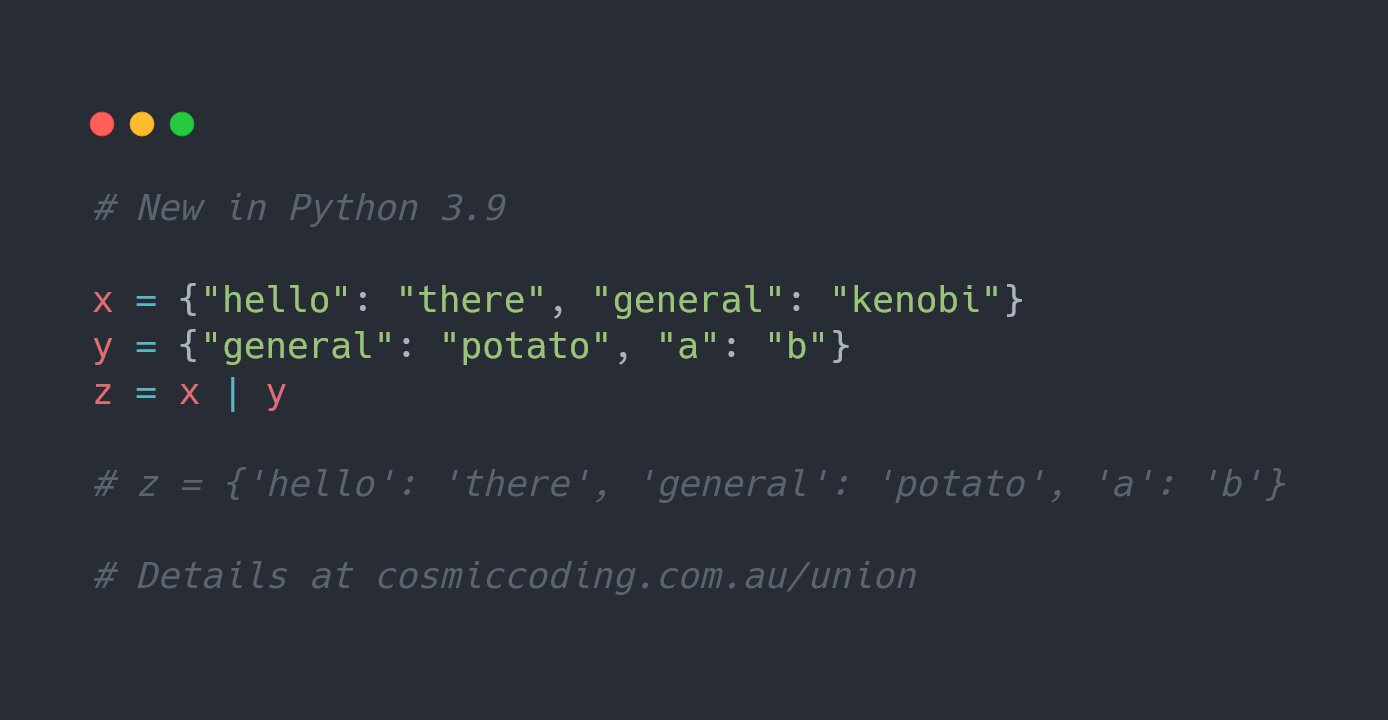 # New in Python 3.9
x = {"hello": "there", "general": "kenobi"}
y = {"general": "potato", "a": "b"}
z = x | y
# z = {'hello': 'there', 'general': 'potato', 'a': 'b'}
# Details at cosmiccoding.com.au/union